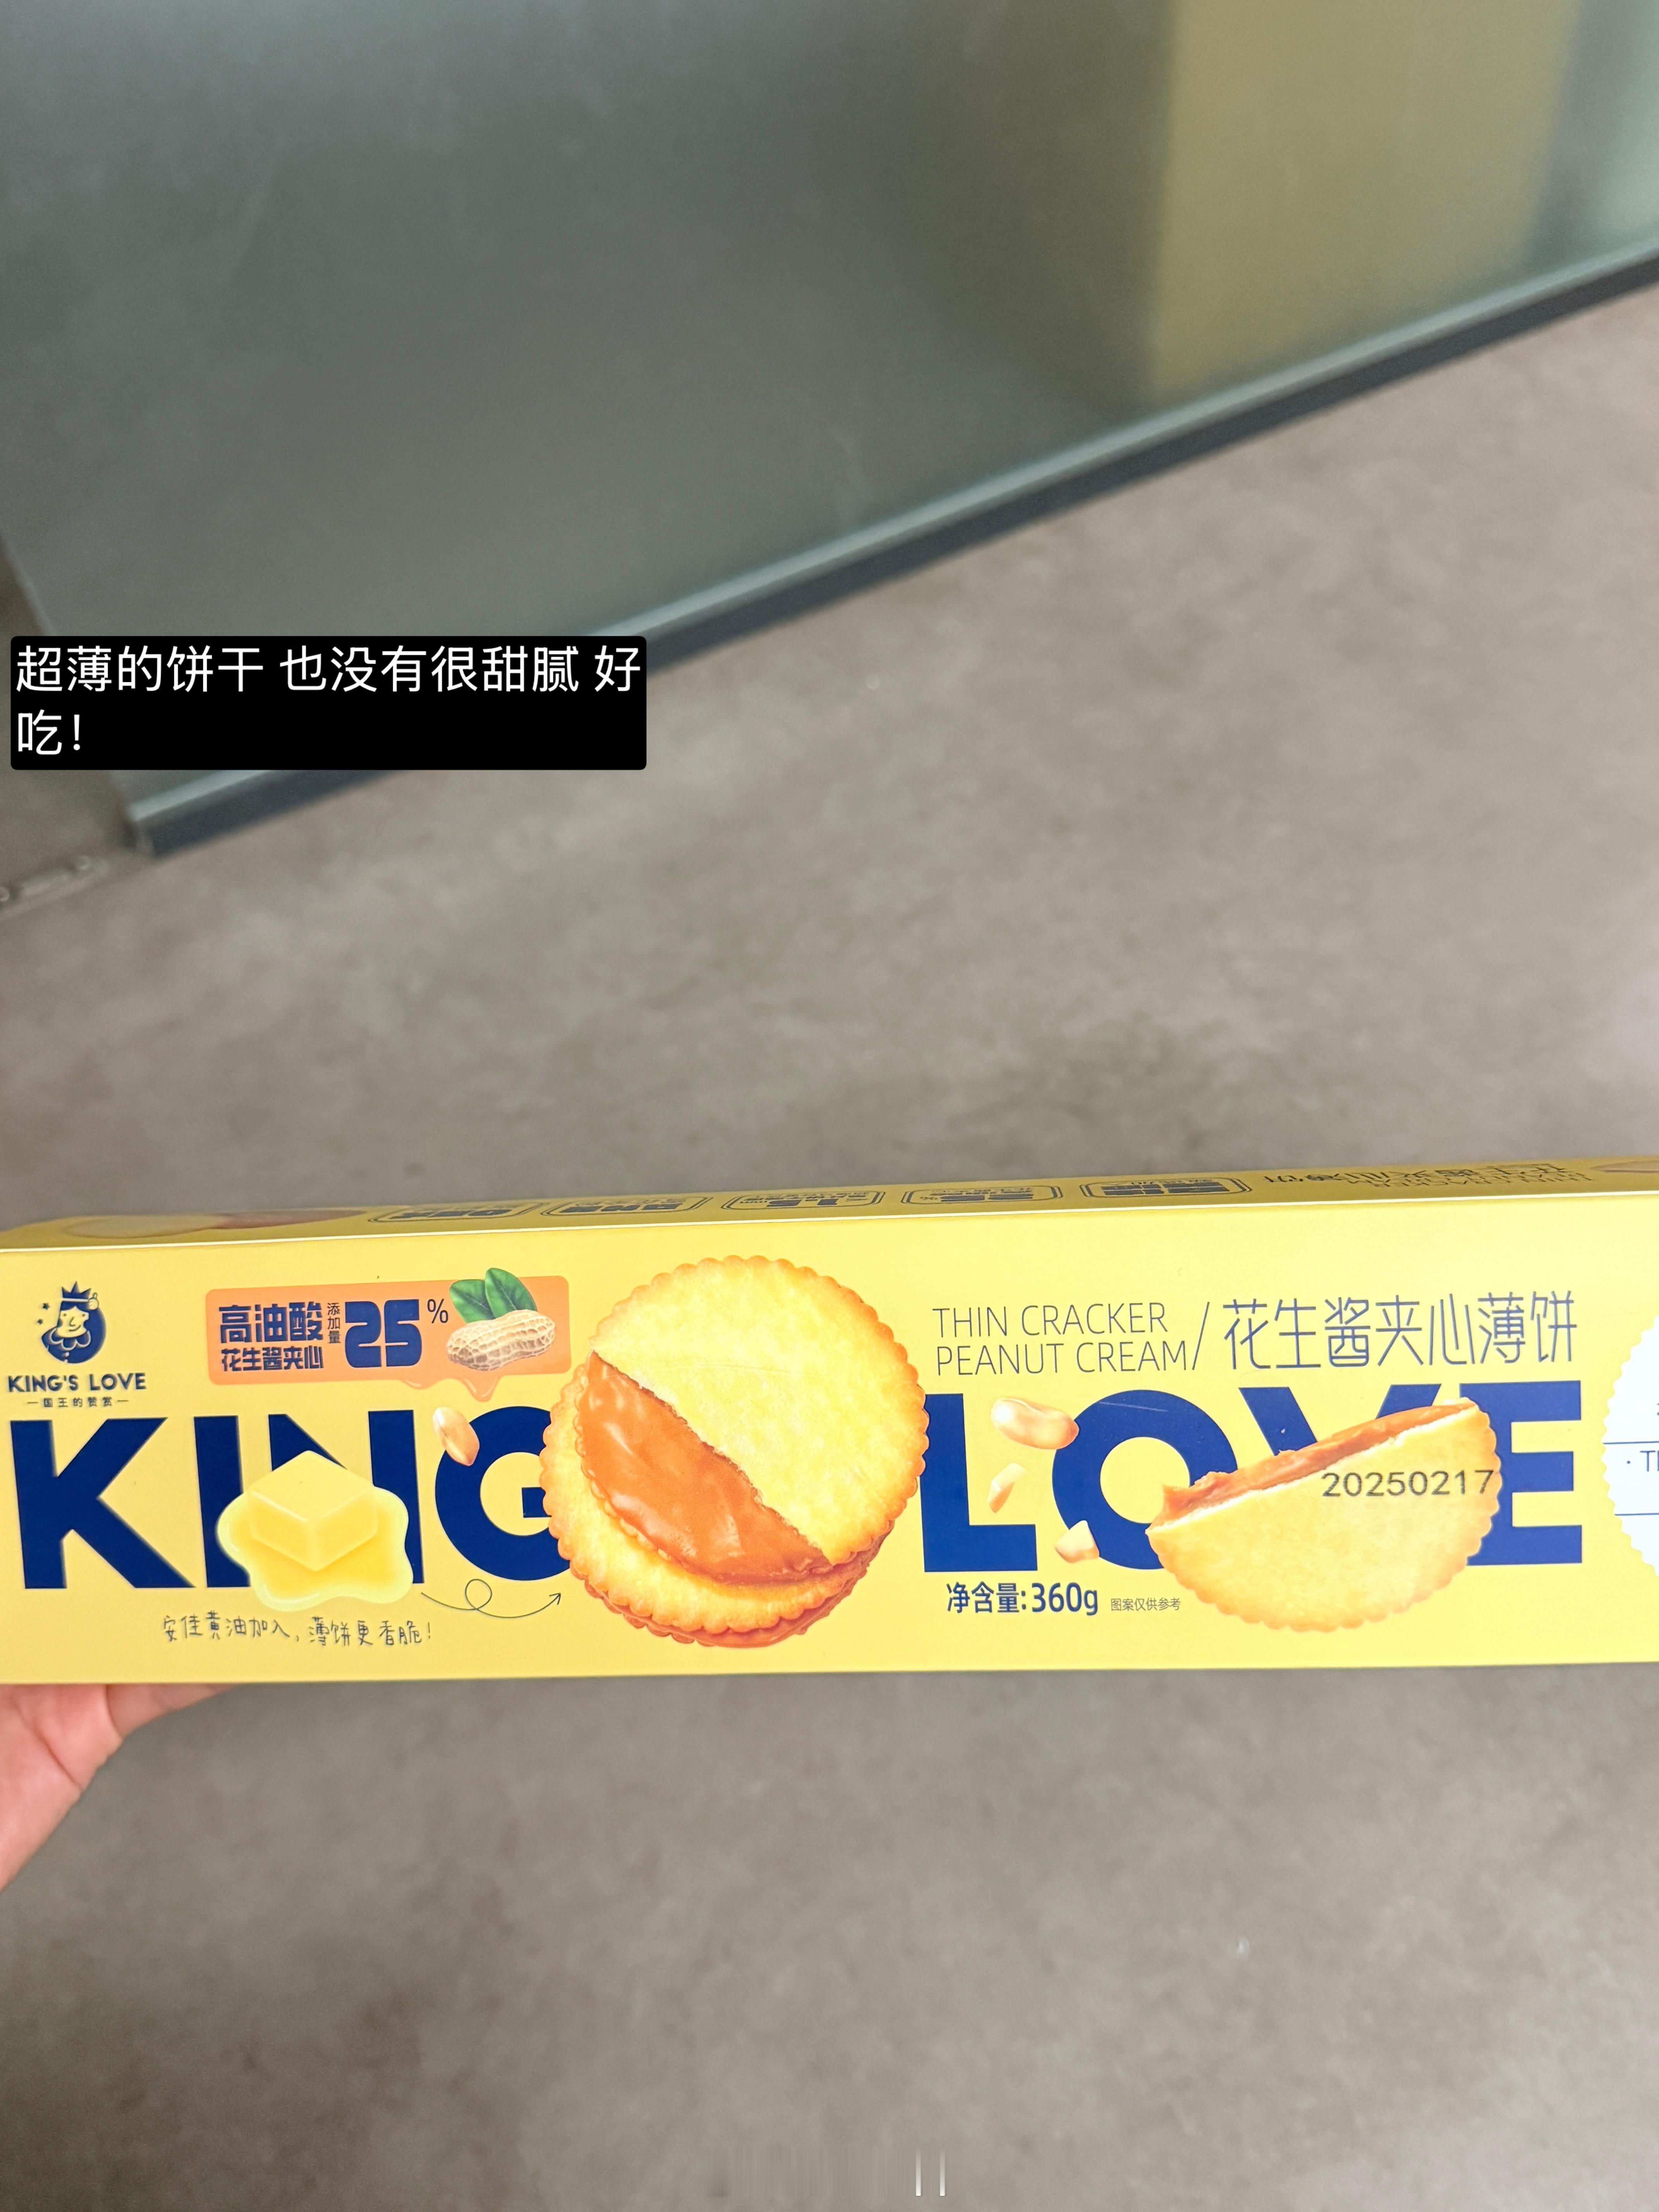 超薄的饼干 也没有很甜腻 好
吃！
KING'S LOVE
国王的赞赏
高油酸
花生酱夹心
添加量
25%
THIN CRACKER
PEANUT CREAM/花生酱夹心薄饼
KING LOVE
20250217
净含量:360g 图案仅供参考
安佳黄油加入，薄饼更香脆！